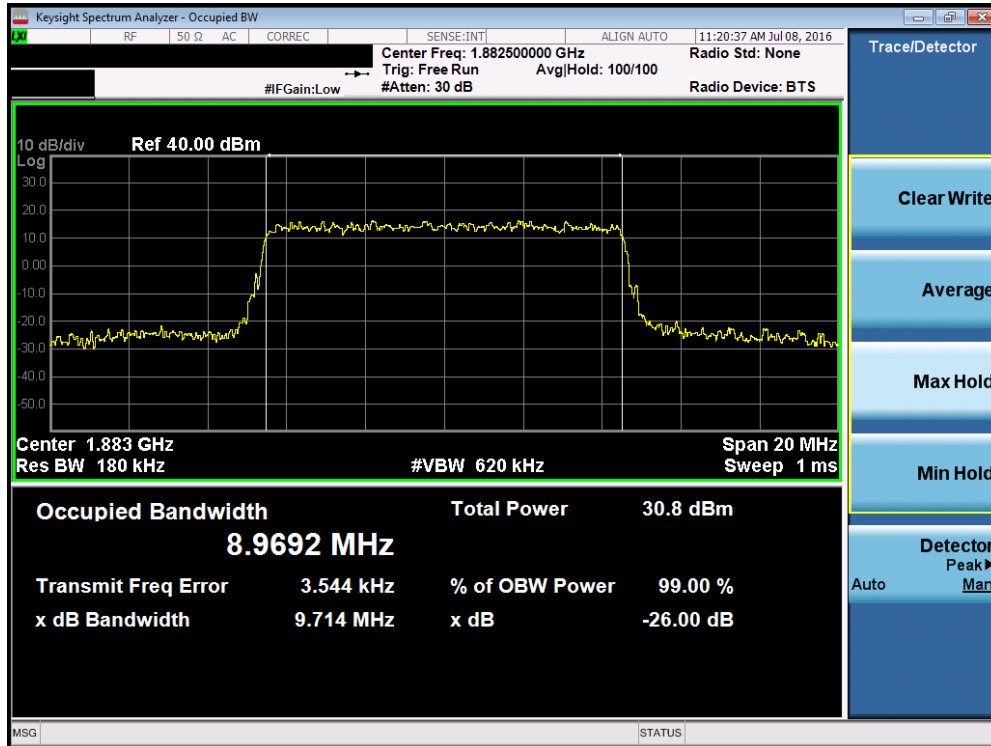 Keysight Spectrum Analyzer - Occupied BW
LXI RF 50 Ω AC CORREC SENSE:INT ALIGN AUTO 11:20:37 AM Jul 08, 2016
Center Freq: 1.882500000 GHz Radio Std: None
Trig: Free Run Avg|Hold: 100/100
#IFGain:Low #Atten: 30 dB Radio Device: BTS
10 dB/div Ref 40.00 dBm
Log
30.0
20.0
10.0
0.00
-10.0
-20.0
-30.0
-40.0
-50.0
Center 1.883 GHz Span 20 MHz
Res BW 180 kHz #VBW 620 kHz Sweep 1 ms
Occupied Bandwidth Total Power 30.8 dBm
8.9692 MHz
Transmit Freq Error 3.544 kHz % of OBW Power 99.00 %
x dB Bandwidth 9.714 MHz x dB -26.00 dB
MSG STATUS
Trace/Detector
Clear Write
Average
Max Hold
Min Hold
Detector
Peak▶
Auto Man